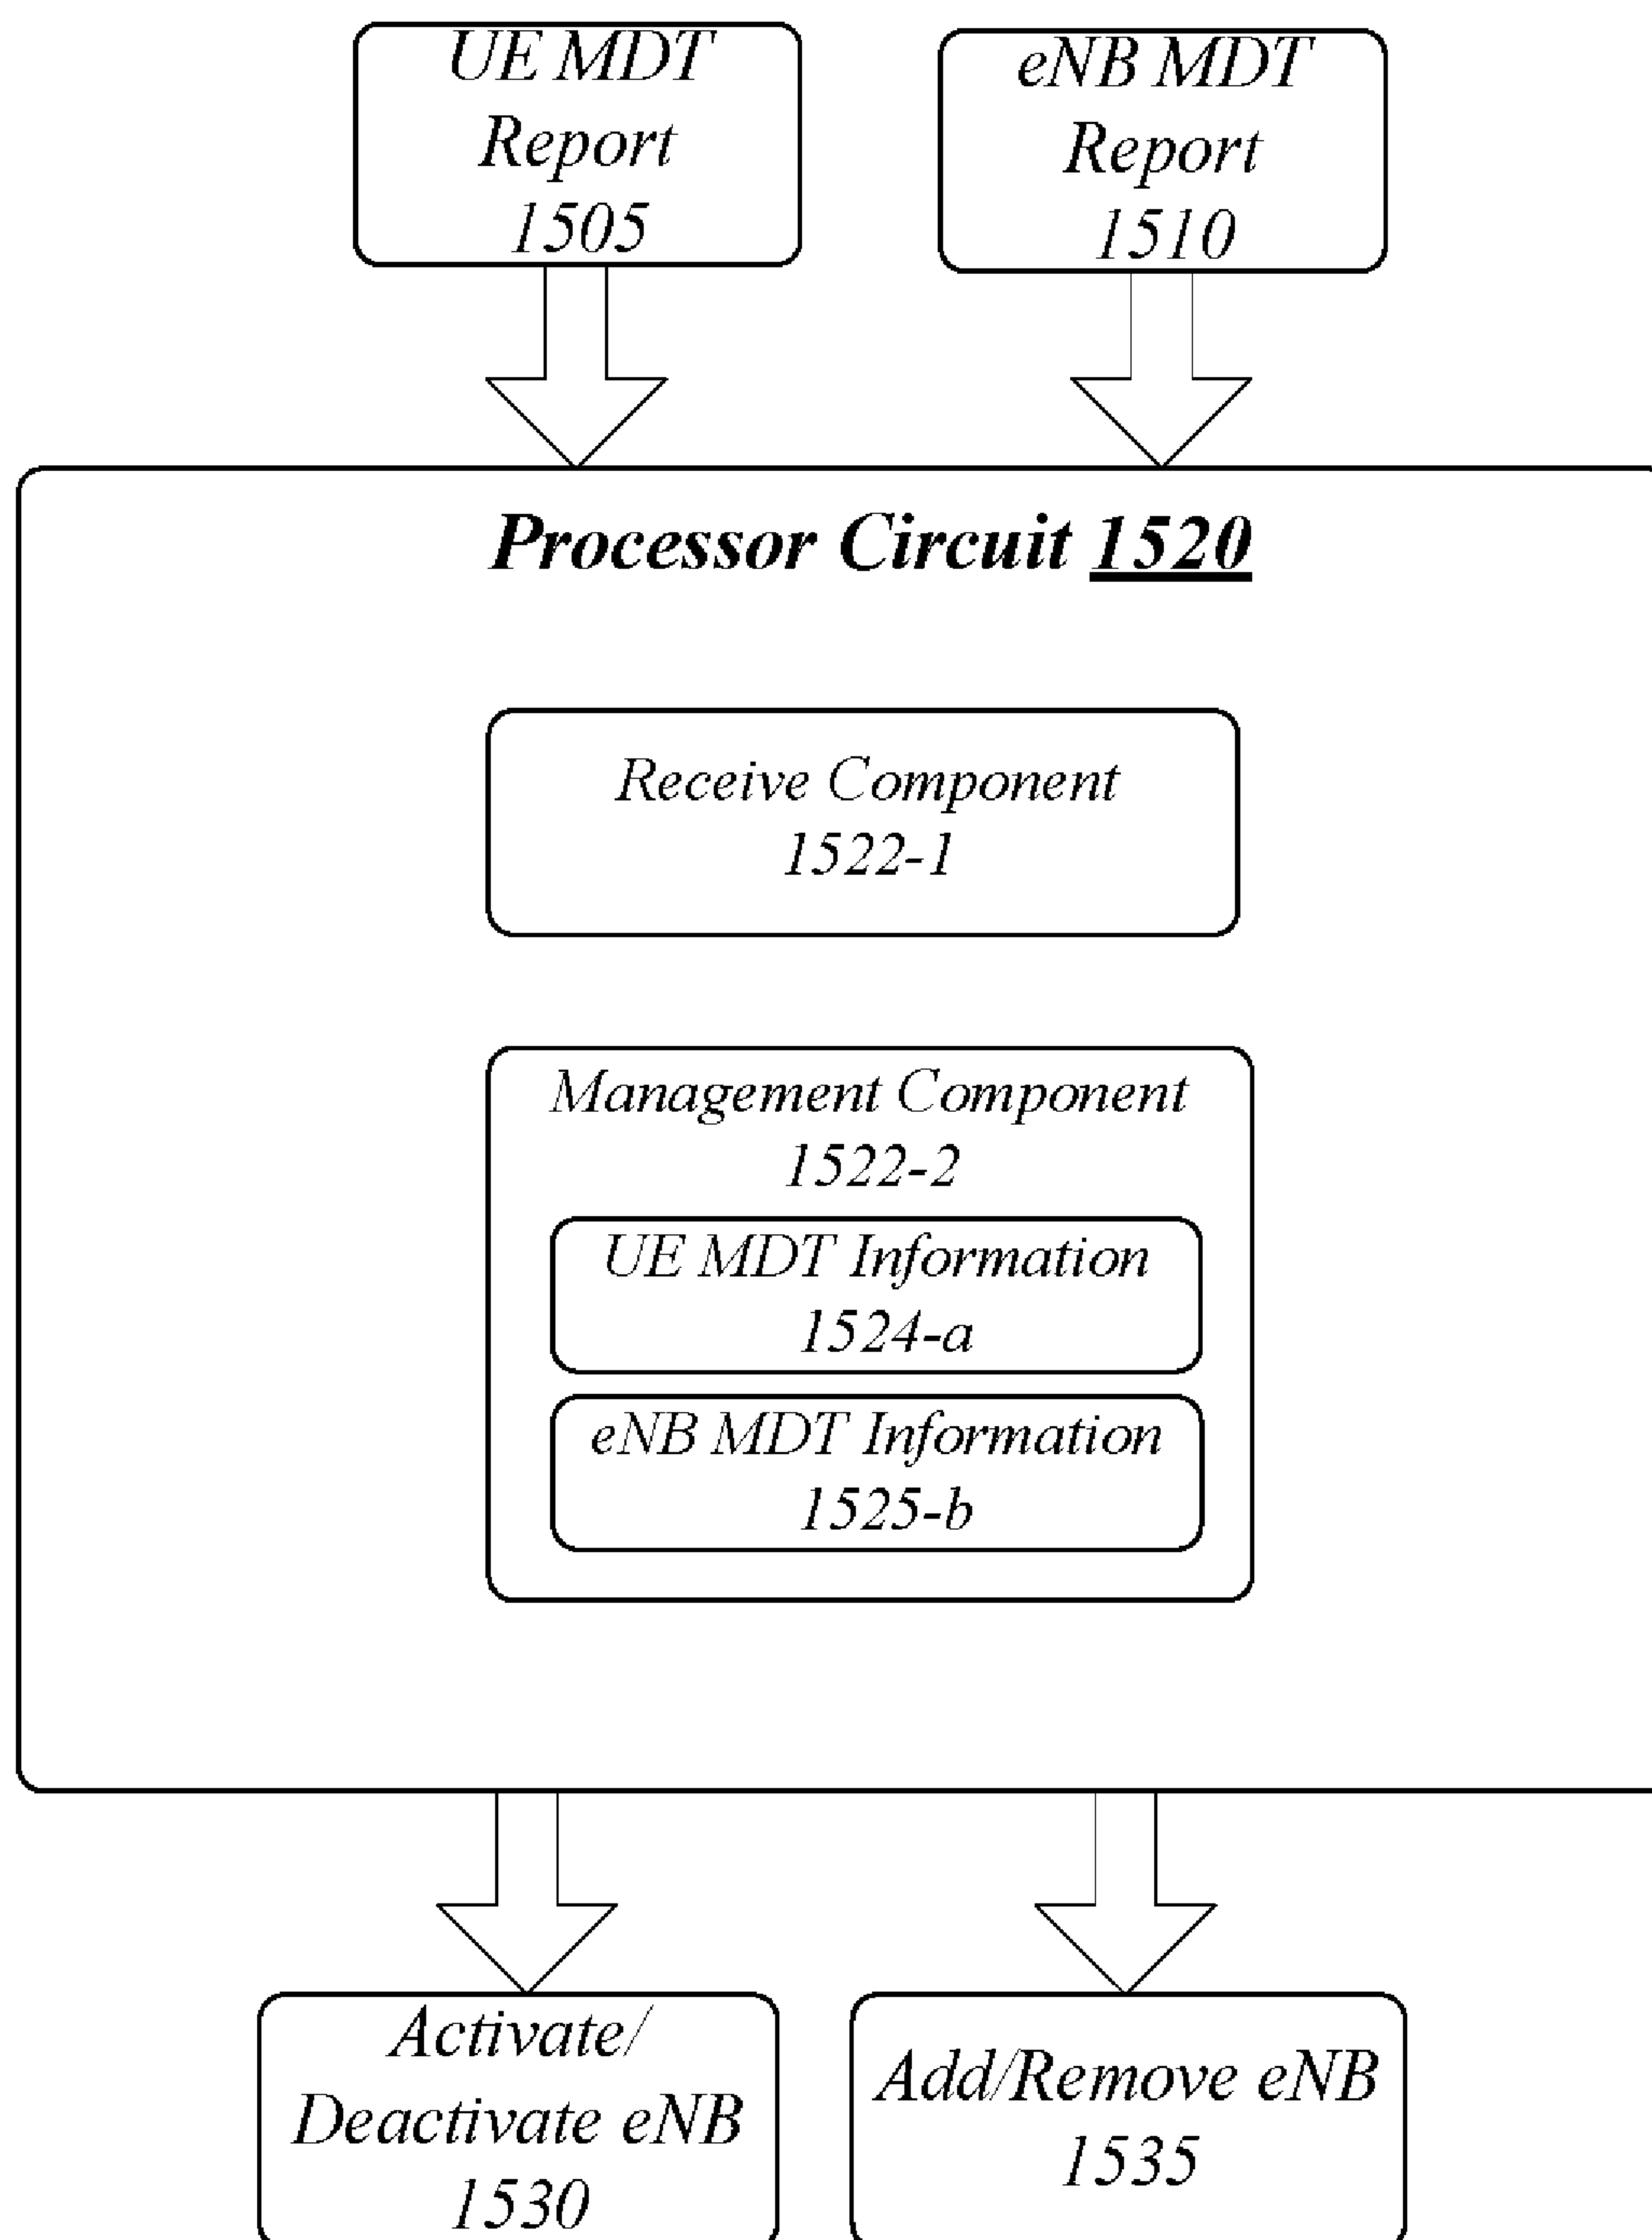 UE MDT
Report
1505
eNB MDT
Report
1510
Processor Circuit 1520
Receive Component
1522-1
Management Component
1522-2
UE MDT Information
1524-a
eNB MDT Information
1525-b
Activate/
Deactivate eNB
1530
Add/Remove eNB
1535